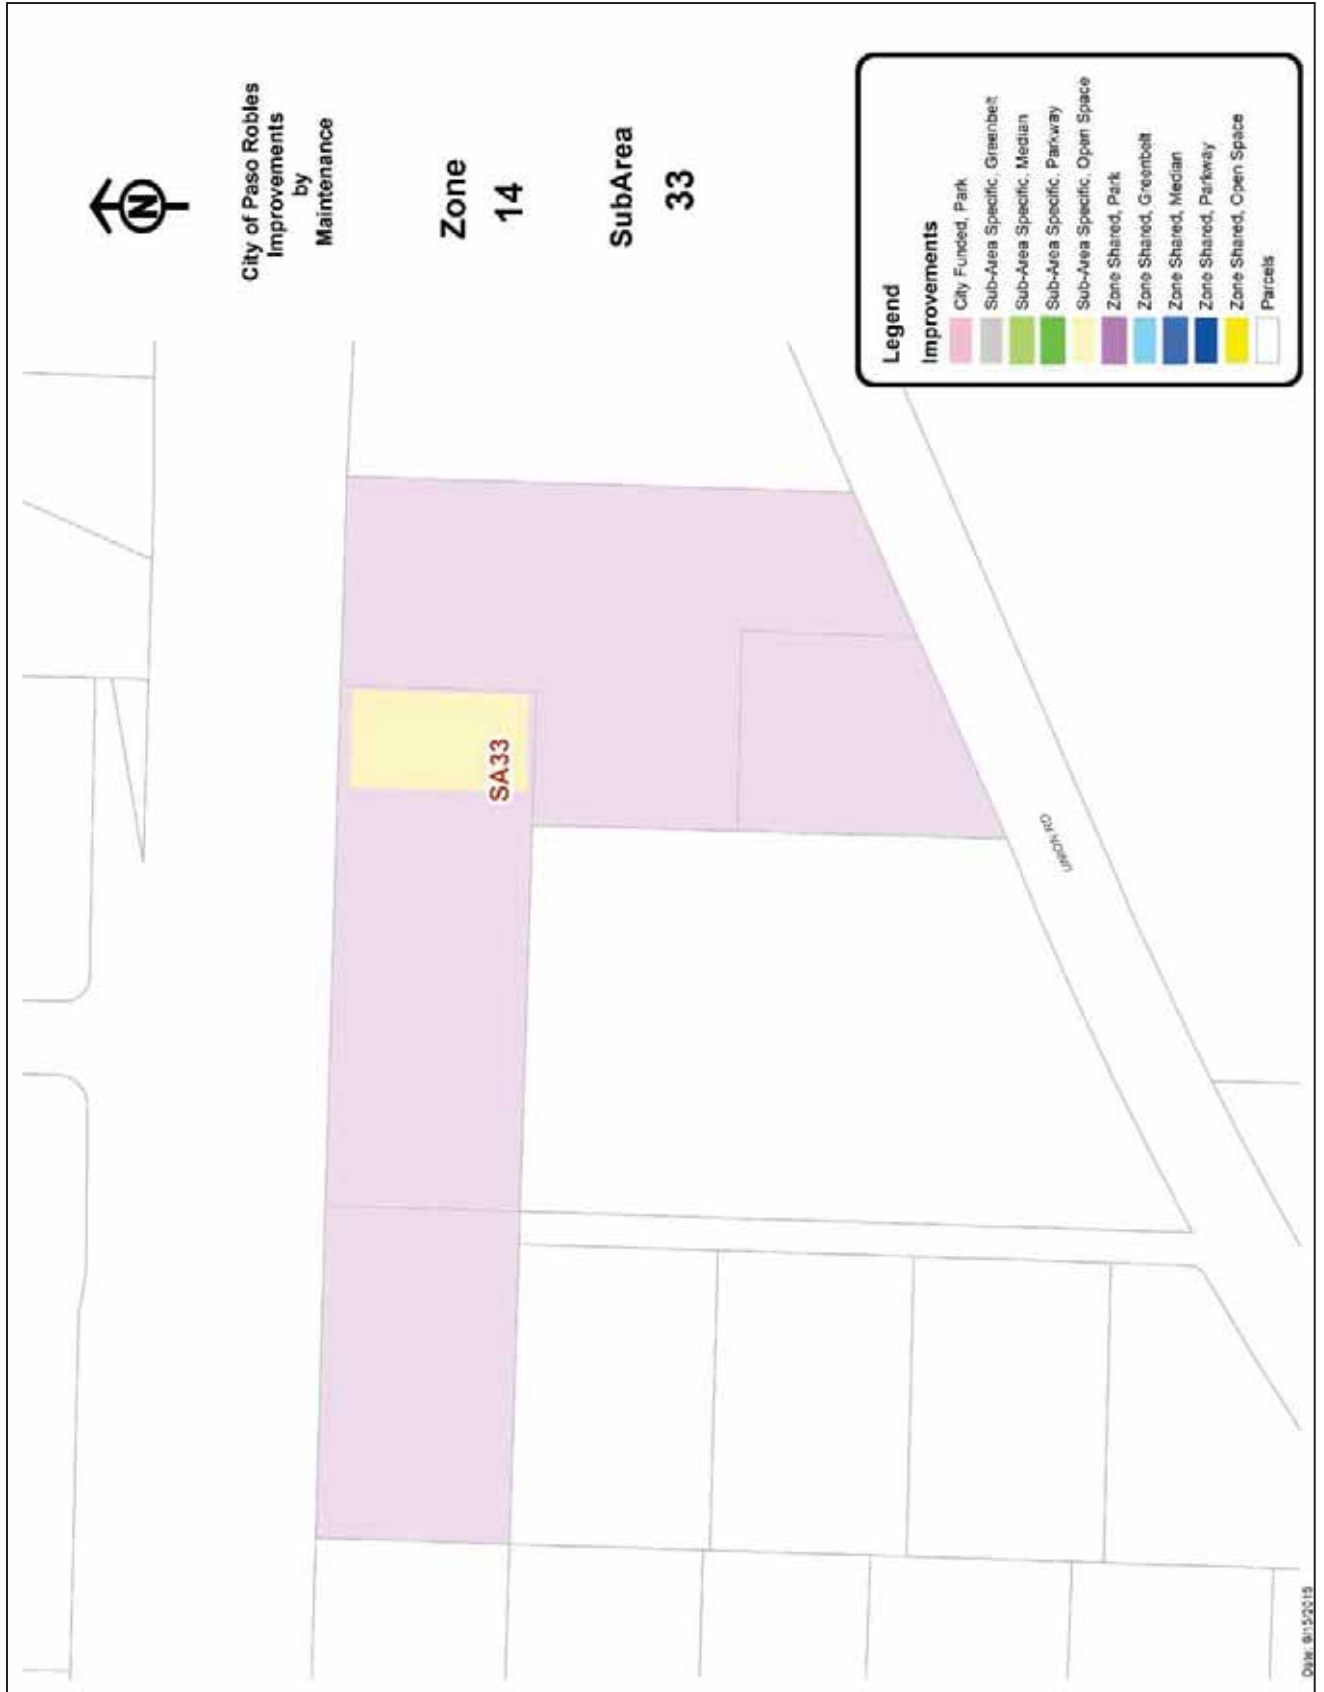 N
City of Paso Robles
Improvements
by
Maintenance
Zone
14
SubArea
33
SA33
UNION RD
Legend
Improvements
City Funded, Park
Sub-Area Specific, Greenbelt
Sub-Area Specific, Median
Sub-Area Specific, Parkway
Sub-Area Specific, Open Space
Zone Shared, Park
Zone Shared, Greenbelt
Zone Shared, Median
Zone Shared, Parkway
Zone Shared, Open Space
Parcels
Date: